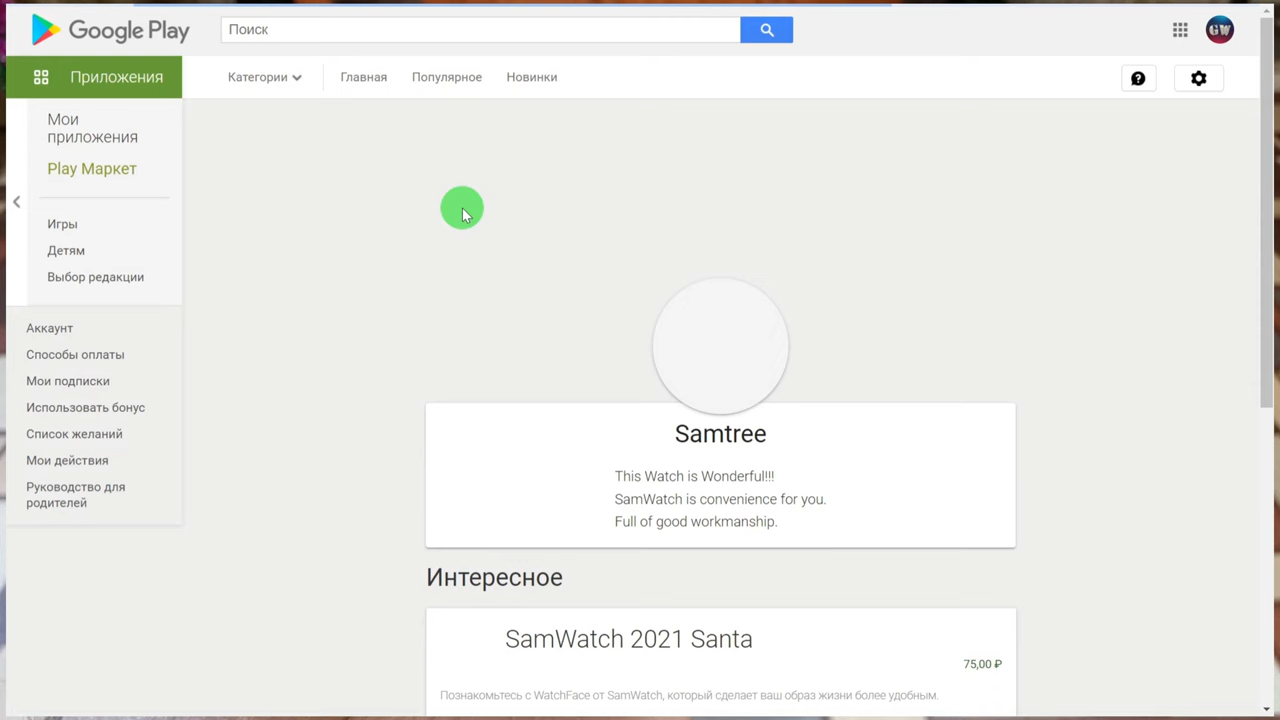 Google Play
Поиск
GW
Приложения
Категории
Главная
Популярное
Новинки
Мои
приложения
Play Маркет
Игры
Детям
Выбор редакции
Аккаунт
Способы оплаты
Мои подписки
Использовать бонус
Список желаний
Мои действия
Руководство для
родителей
Samtree
This Watch is Wonderful!!!
SamWatch is convenience for you.
Full of good workmanship.
Интересное
SamWatch 2021 Santa
75,00 ₽
Познакомьтесь с WatchFace от SamWatch, который сделает ваш образ жизни более удобным.